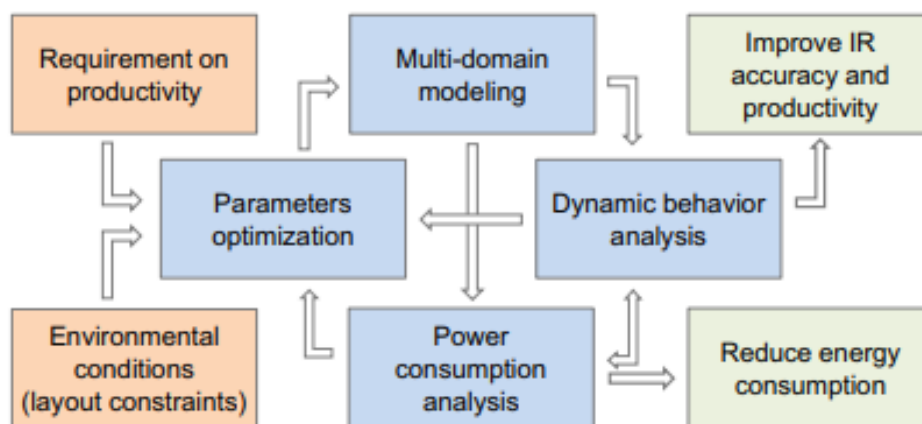 Requirement on
productivity
Multi-domain
modeling
Improve IR
accuracy and
productivity
Parameters
optimization
Dynamic behavior
analysis
Environmental
conditions
(layout constraints)
Power
consumption
analysis
Reduce energy
consumption